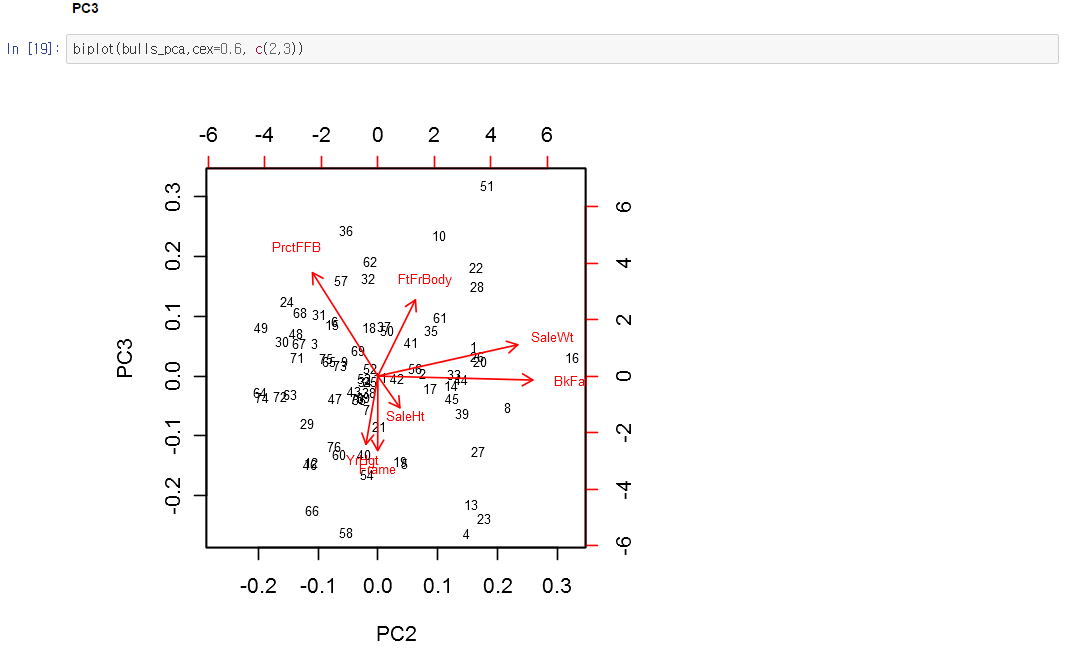 PC3
In [19]: biplot(bulls_pca,cex=0.6, c(2,3))
-6 -4 -2 0 2 4 6
51
36 10
PrctFFB
62 22
57 32 FtFrBody 28
24
68 31 6 61
49 18 37 50 35
48
30 67 3 41 1 SaleWt
71 69 16
65 9 73 20
52 56 2 33
42 44 BkFa
17 14
64 74 72 63 47 45
7 39 8
SaleHt
29 21
76 27
60 40 19 5
46 YrHgt
Frame
54
66 13
23
58 4
0.3
0.2
0.1
0.0
-0.1
-0.2
PC3
6
4
2
0
-2
-4
-6
-0.2 -0.1 0.0 0.1 0.2 0.3
PC2